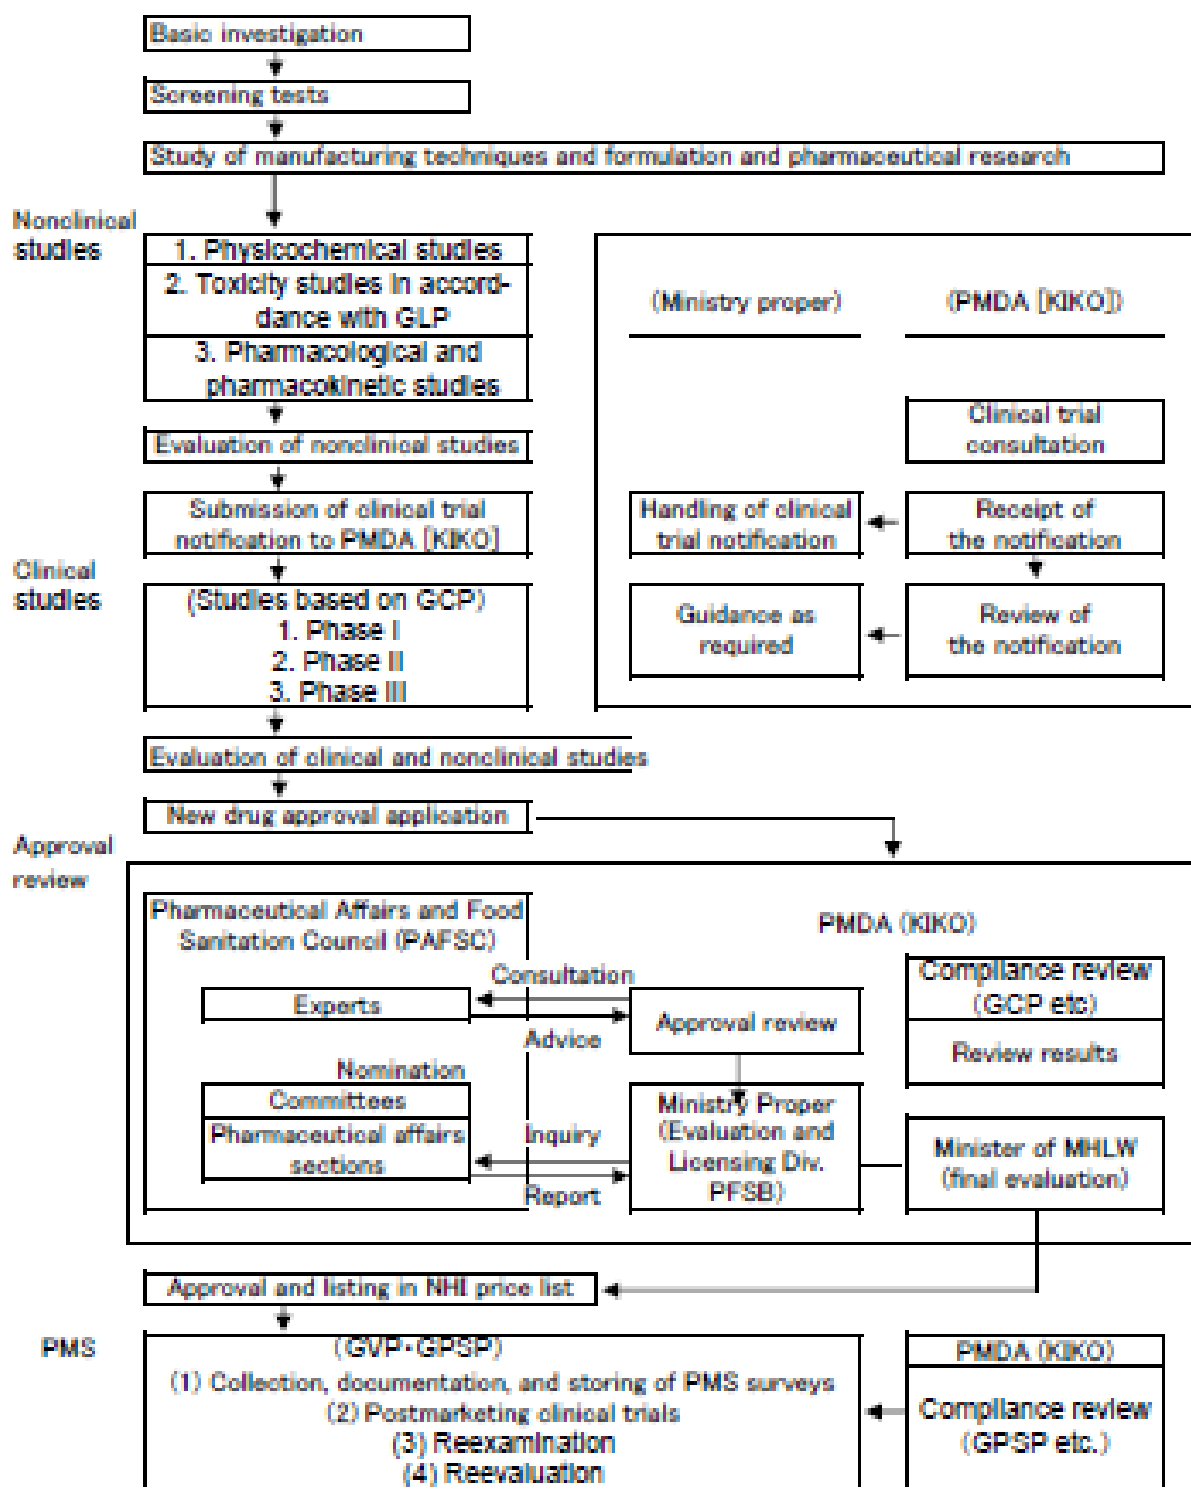 Basic investigation
Screening tests
Study of manufacturing techniques and formulation and pharmaceutical research
Nonclinical
studies
1. Physicochemical studies
2. Toxicity studies in accord-
dance with GLP
3. Pharmacological and
pharmacokinetic studies
Evaluation of nonclinical studies
Submission of clinical trial
notification to PMDA [KIKO]
(Ministry proper)
(PMDA [KIKO])
Clinical trial
consultation
Handling of clinical
trial notification
Receipt of
the notification
Guidance as
required
Review of
the notification
Clinical
studies
(Studies based on GCP)
1. Phase I
2. Phase II
3. Phase III
Evaluation of clinical and nonclinical studies
New drug approval application
Approval
review
Pharmaceutical Affairs and Food
Sanitation Council (PAFSC)
PMDA (KIKO)
Consultation
Experts
Advice
Approval review
Compliance review
(GCP etc)
Review results
Nomination
Committees
Pharmaceutical affairs
sections
Inquiry
Report
Ministry Proper
(Evaluation and
Licensing Div.
PFSB)
Minister of MHLW
(final evaluation)
Approval and listing in NHI price list
PMS
(GVP・GPSP)
(1) Collection, documentation, and storing of PMS surveys
(2) Postmarketing clinical trials
(3) Reexamination
(4) Reevaluation
PMDA (KIKO)
Compliance review
(GPSP etc.)